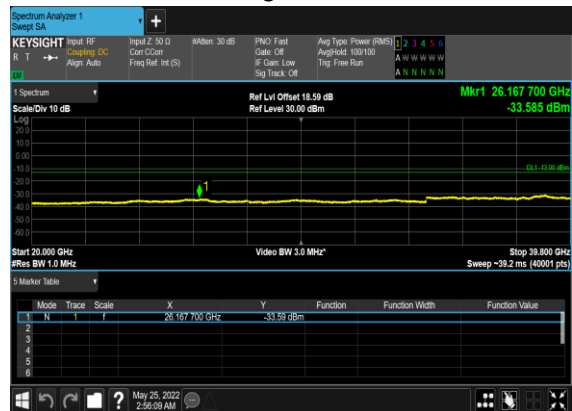 Spectrum Analyzer 1
Swept SA
+
KEYSIGHT Input: RF Input Z: 50 Ω #Atten: 30 dB PNO: Fast Avg Type: Power (RMS) 1 2 3 4 5 6
R T Coupling: DC Corr CCorr Gate: Off Avg|Hold: 100/100 A W W W W W
Align: Auto Freq Ref: Int (S) IF Gain: Low Trig: Free Run
Sig Track: Off A N N N N N
1 Spectrum Ref Lvl Offset 18.59 dB Mkr1 26.167 700 GHz
Scale/Div 10 dB Ref Level 30.00 dBm -33.585 dBm
Log
20.0
10.0
0.00
-10.0
DL1 -13.00 dBm
-20.0
1
-30.0
-40.0
-50.0
-60.0
Start 20.000 GHz Video BW 3.0 MHz* Stop 39.800 GHz
#Res BW 1.0 MHz Sweep ~39.2 ms (40001 pts)
5 Marker Table
Mode Trace Scale X Y Function Function Width Function Value
1 N 1 f 26.167 700 GHz -33.59 dBm
2
3
4
5
6
? May 25, 2022
2:56:09 AM